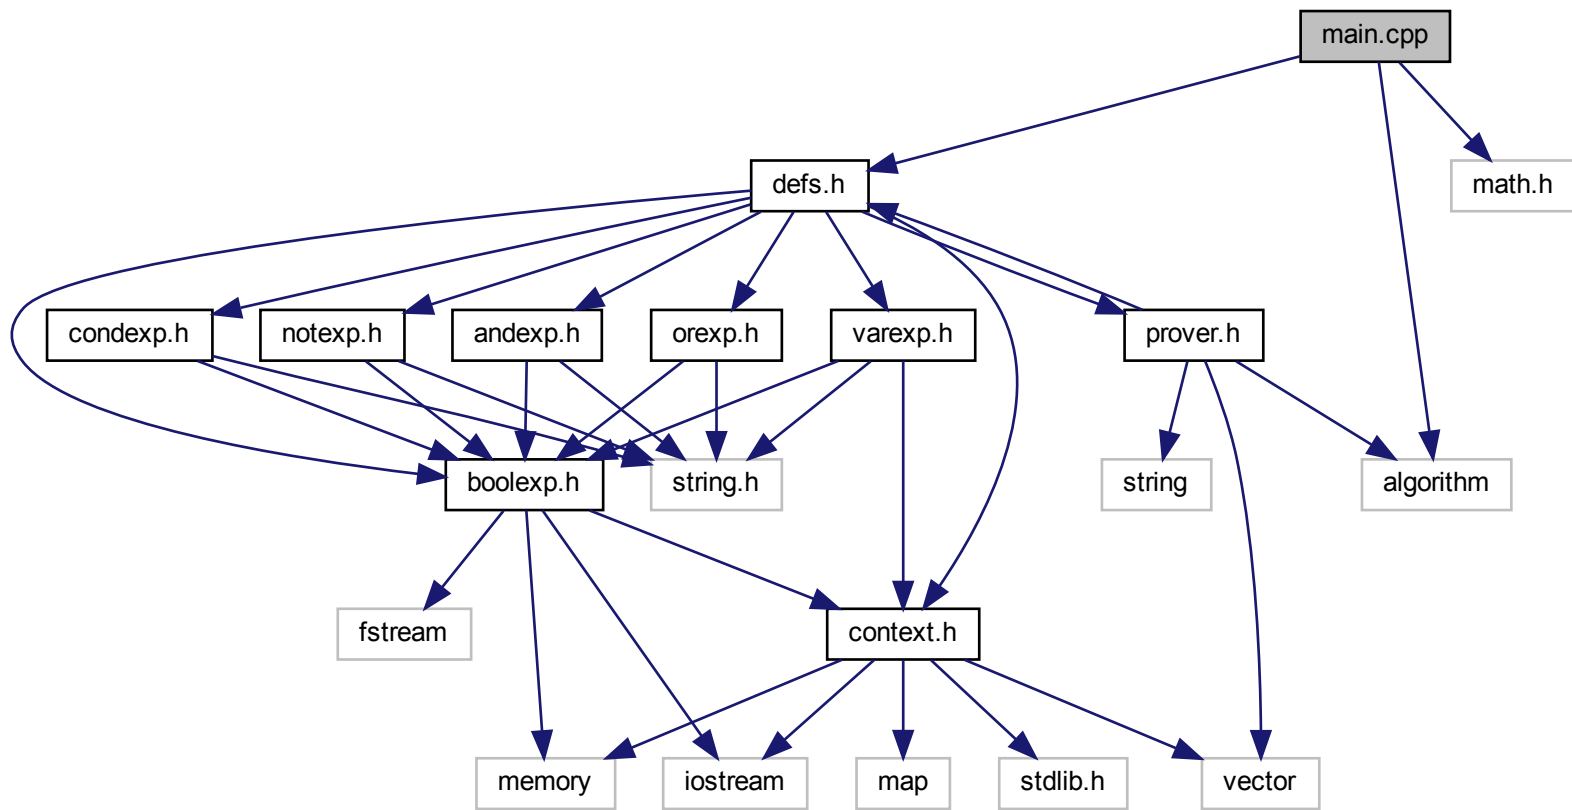 main.cpp
defs.h
math.h
condexp.h
notexp.h
andexp.h
orexp.h
varexp.h
prover.h
boolexp.h
string.h
string
algorithm
fstream
context.h
memory
iostream
map
stdlib.h
vector